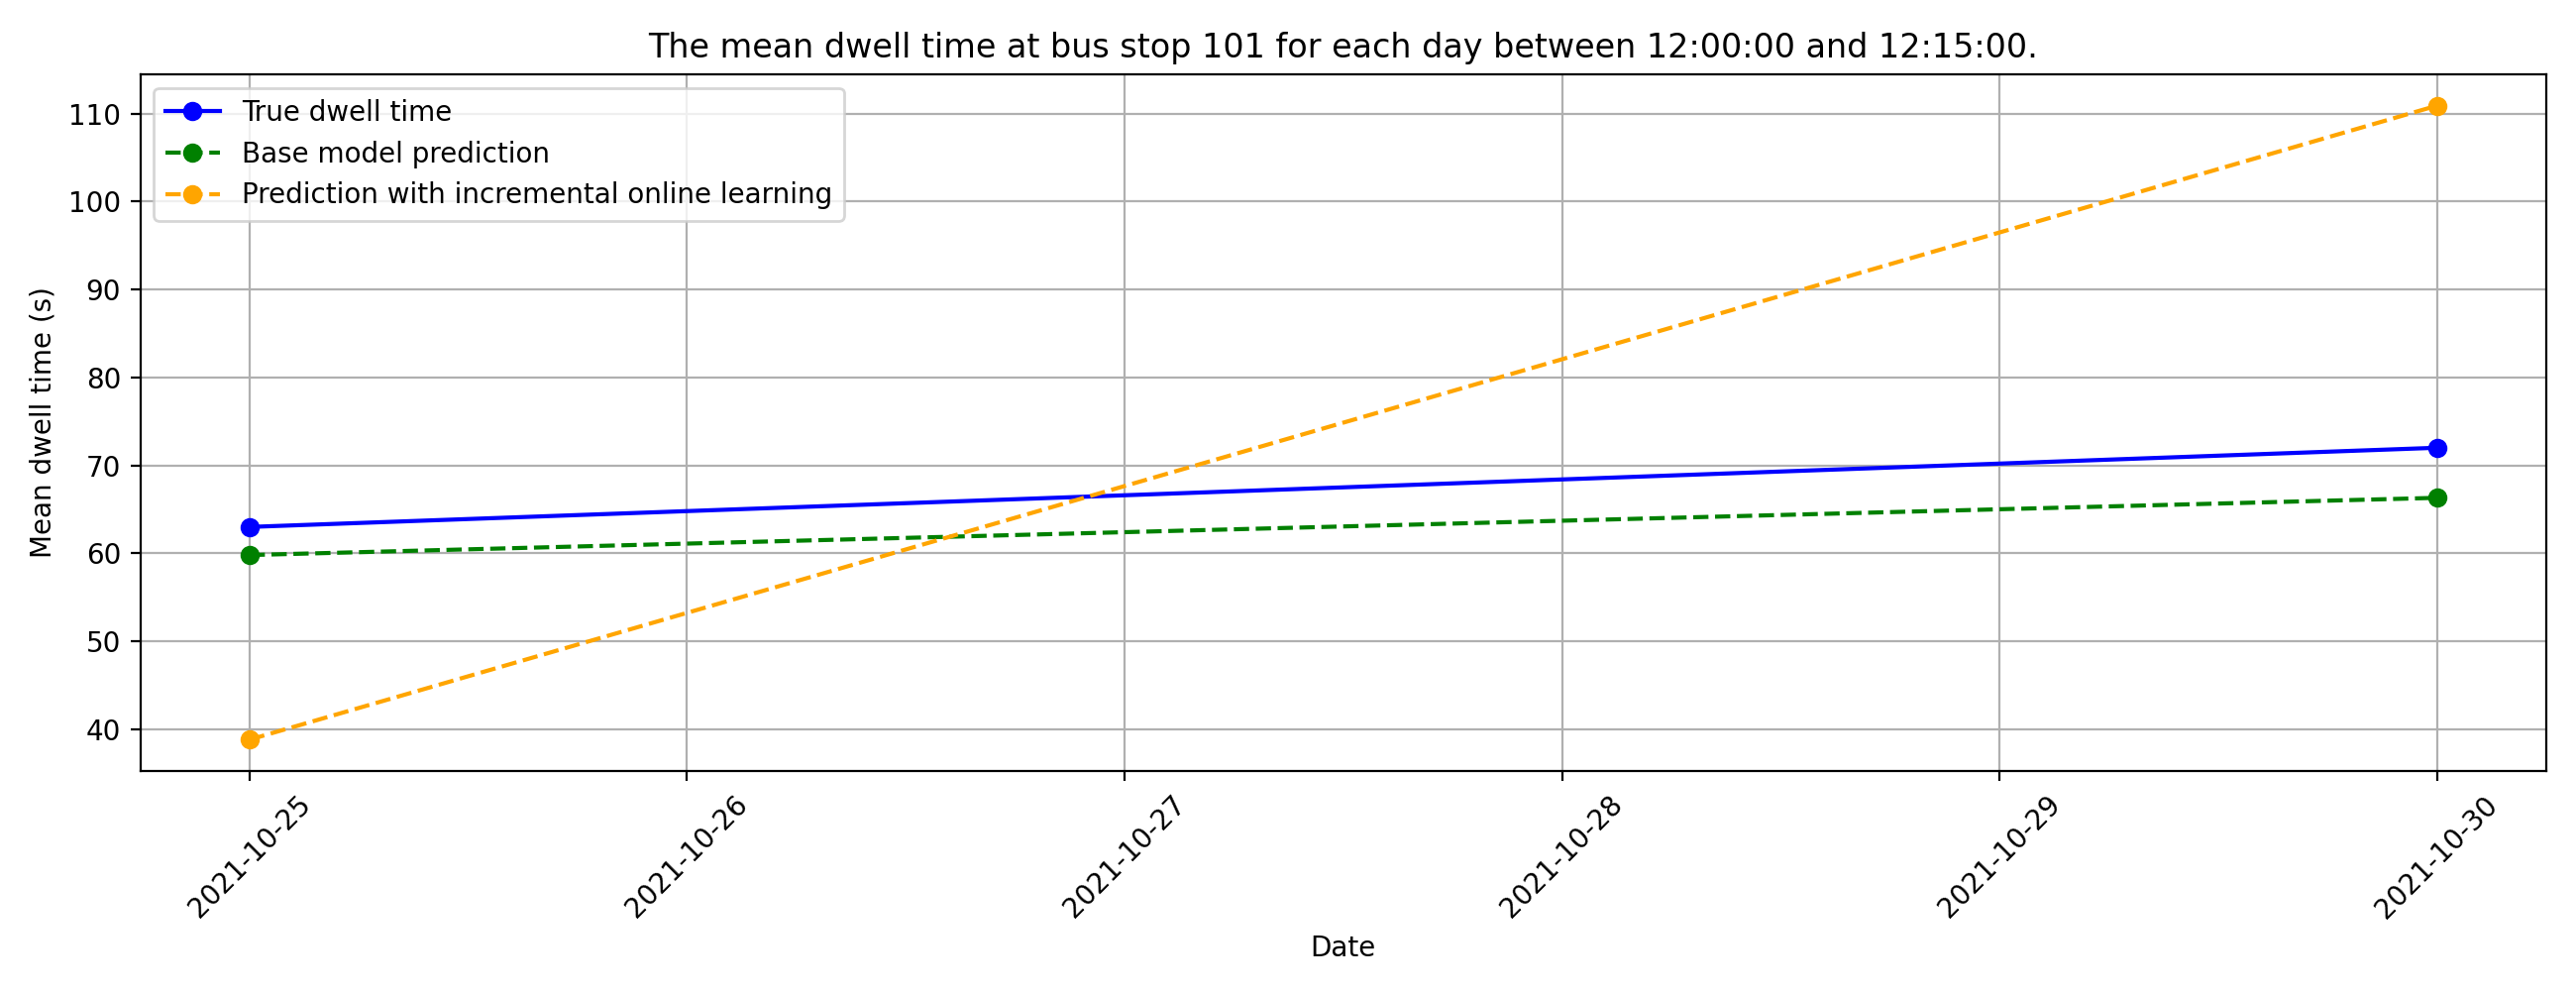 The mean dwell time at bus stop 101 for each day between 12:00:00 and 12:15:00.
True dwell time
Base model prediction
Prediction with incremental online learning
Mean dwell time (s)
110
100
90
80
70
60
50
40
2021-10-25
2021-10-26
2021-10-27
2021-10-28
2021-10-29
2021-10-30
Date